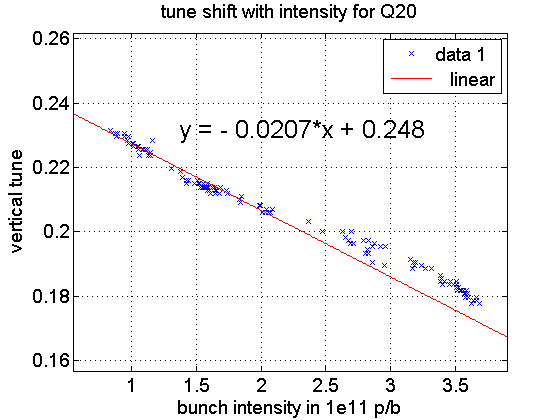 tune shift with intensity for Q20
0.26
data 1
linear
0.24
y = - 0.0207*x + 0.248
0.22
vertical tune
0.2
0.18
0.16
1 1.5 2 2.5 3 3.5
bunch intensity in 1e11 p/b